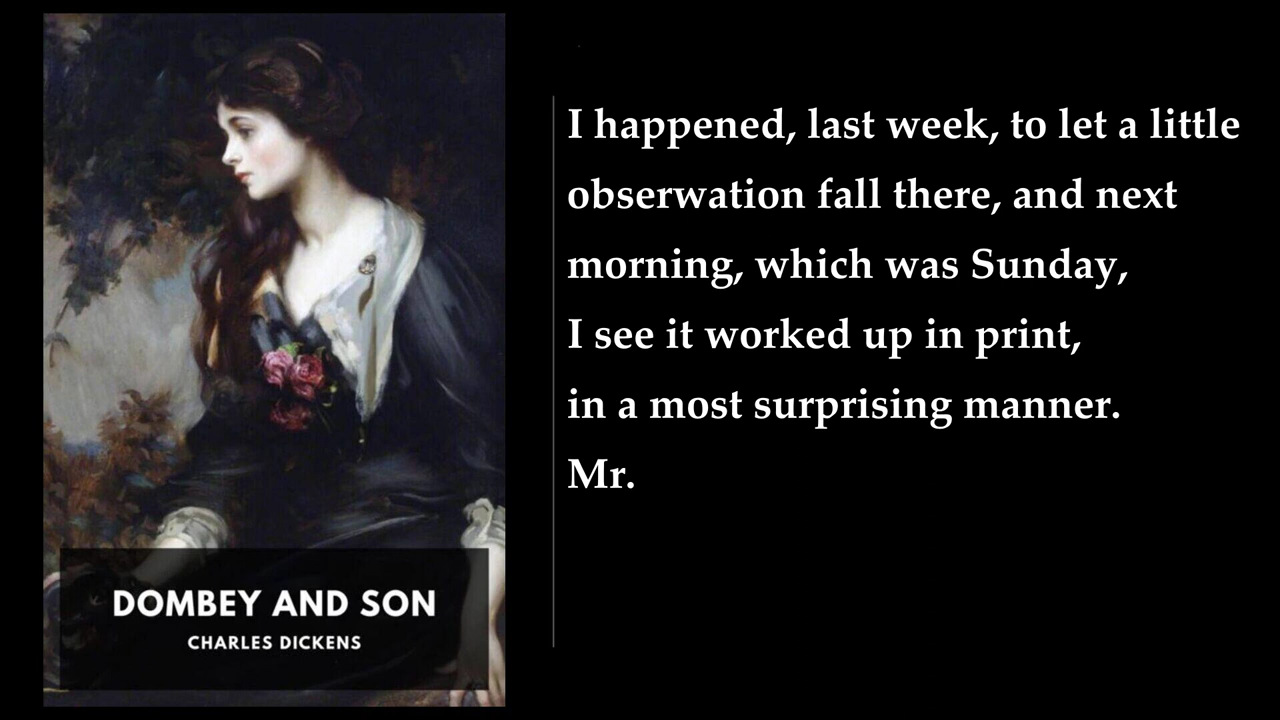 I happened, last week, to let a little
obserwation fall there, and next
morning, which was Sunday,
I see it worked up in print,
in a most surprising manner.
Mr.
DOMBEY AND SON
CHARLES DICKENS